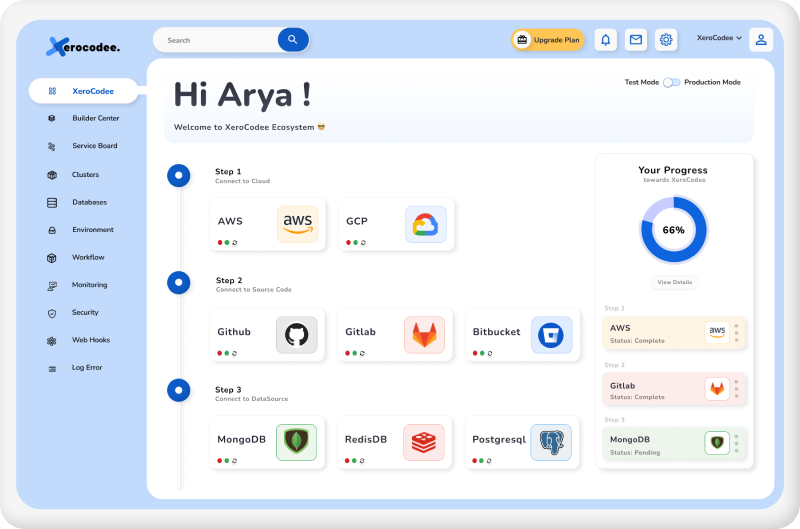 Xerocodee.
Search
Upgrade Plan
XeroCodee
XeroCodee
Builder Center
Service Board
Clusters
Databases
Environment
Workflow
Monitoring
Security
Web Hooks
Log Error
Hi Arya !
Welcome to XeroCodee Ecosystem 😎
Test Mode
Production Mode
Step 1
Connect to Cloud
AWS
aws
GCP
Step 2
Connect to Source Code
Github
Gitlab
Bitbucket
Step 3
Connect to DataSource
MongoDB
RedisDB
Postgresql
Your Progress
towards XeroCodee
66%
View Details
Step 1
AWS
Status: Complete
aws
Step 2
Gitlab
Status: Complete
Step 3
MongoDB
Status: Pending